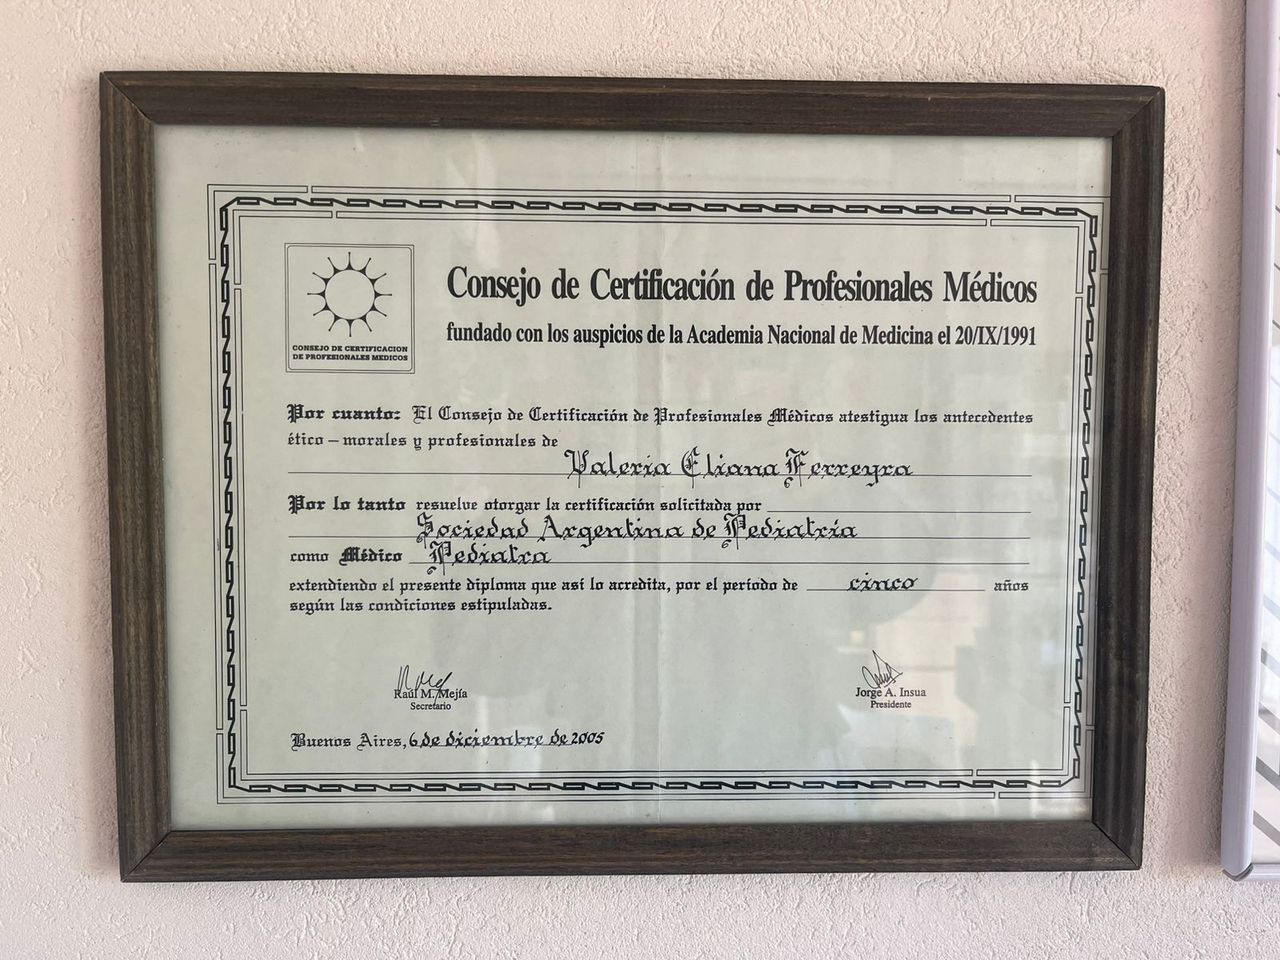 CONSEJO DE CERTIFICACION
DE PROFESIONALES MEDICOS
Consejo de Certificación de Profesionales Médicos
fundado con los auspicios de la Academia Nacional de Medicina el 20/IX/1991
Por cuanto: El Consejo de Certificación de Profesionales Médicos atestigua los antecedentes
ético – morales y profesionales de
Valeria Eliana Ferreyra
Por lo tanto resuelve otorgar la certificación solicitada por
Sociedad Argentina de Pediatría
como Médico Pediatra
extendiendo el presente diploma que así lo acredita, por el período de cinco años
según las condiciones estipuladas.
Raúl M. Mejía
Secretario
Jorge A. Insua
Presidente
Buenos Aires, 6 de diciembre de 2005